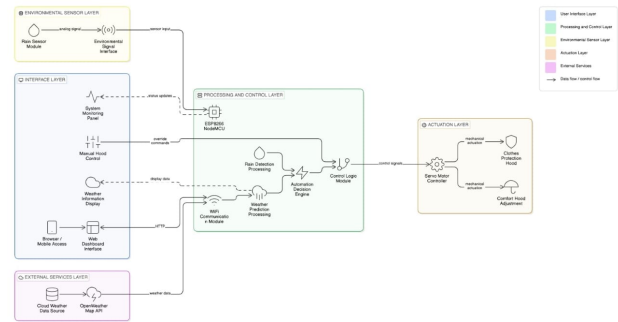 ENVIRONMENTAL SENSOR LAYER
Rain Sensor
Module
analog signal
Environmental
Signal
Interface
sensor input
INTERFACE LAYER
System
Monitoring
Panel
status updates
Manual Hood
Control
override
commands
Weather
Information
Display
display data
Browser /
Mobile Access
Web
Dashboard
Interface
HTTP
EXTERNAL SERVICES LAYER
Cloud Weather
Data Source
OpenWeather
Map API
weather data
PROCESSING AND CONTROL LAYER
ESP8266
NodeMCU
Rain Detection
Processing
Automation
Decision
Engine
Control Logic
Module
WiFi
Communicatio
n Module
Weather
Prediction
Processing
control signals
ACTUATION LAYER
Servo Motor
Controller
mechanical
actuation
Clothes
Protection
Hood
mechanical
actuation
Comfort Hood
Adjustment
User Interface Layer
Processing and Control Layer
Environmental Sensor Layer
Actuation Layer
External Services
Data flow / control flow